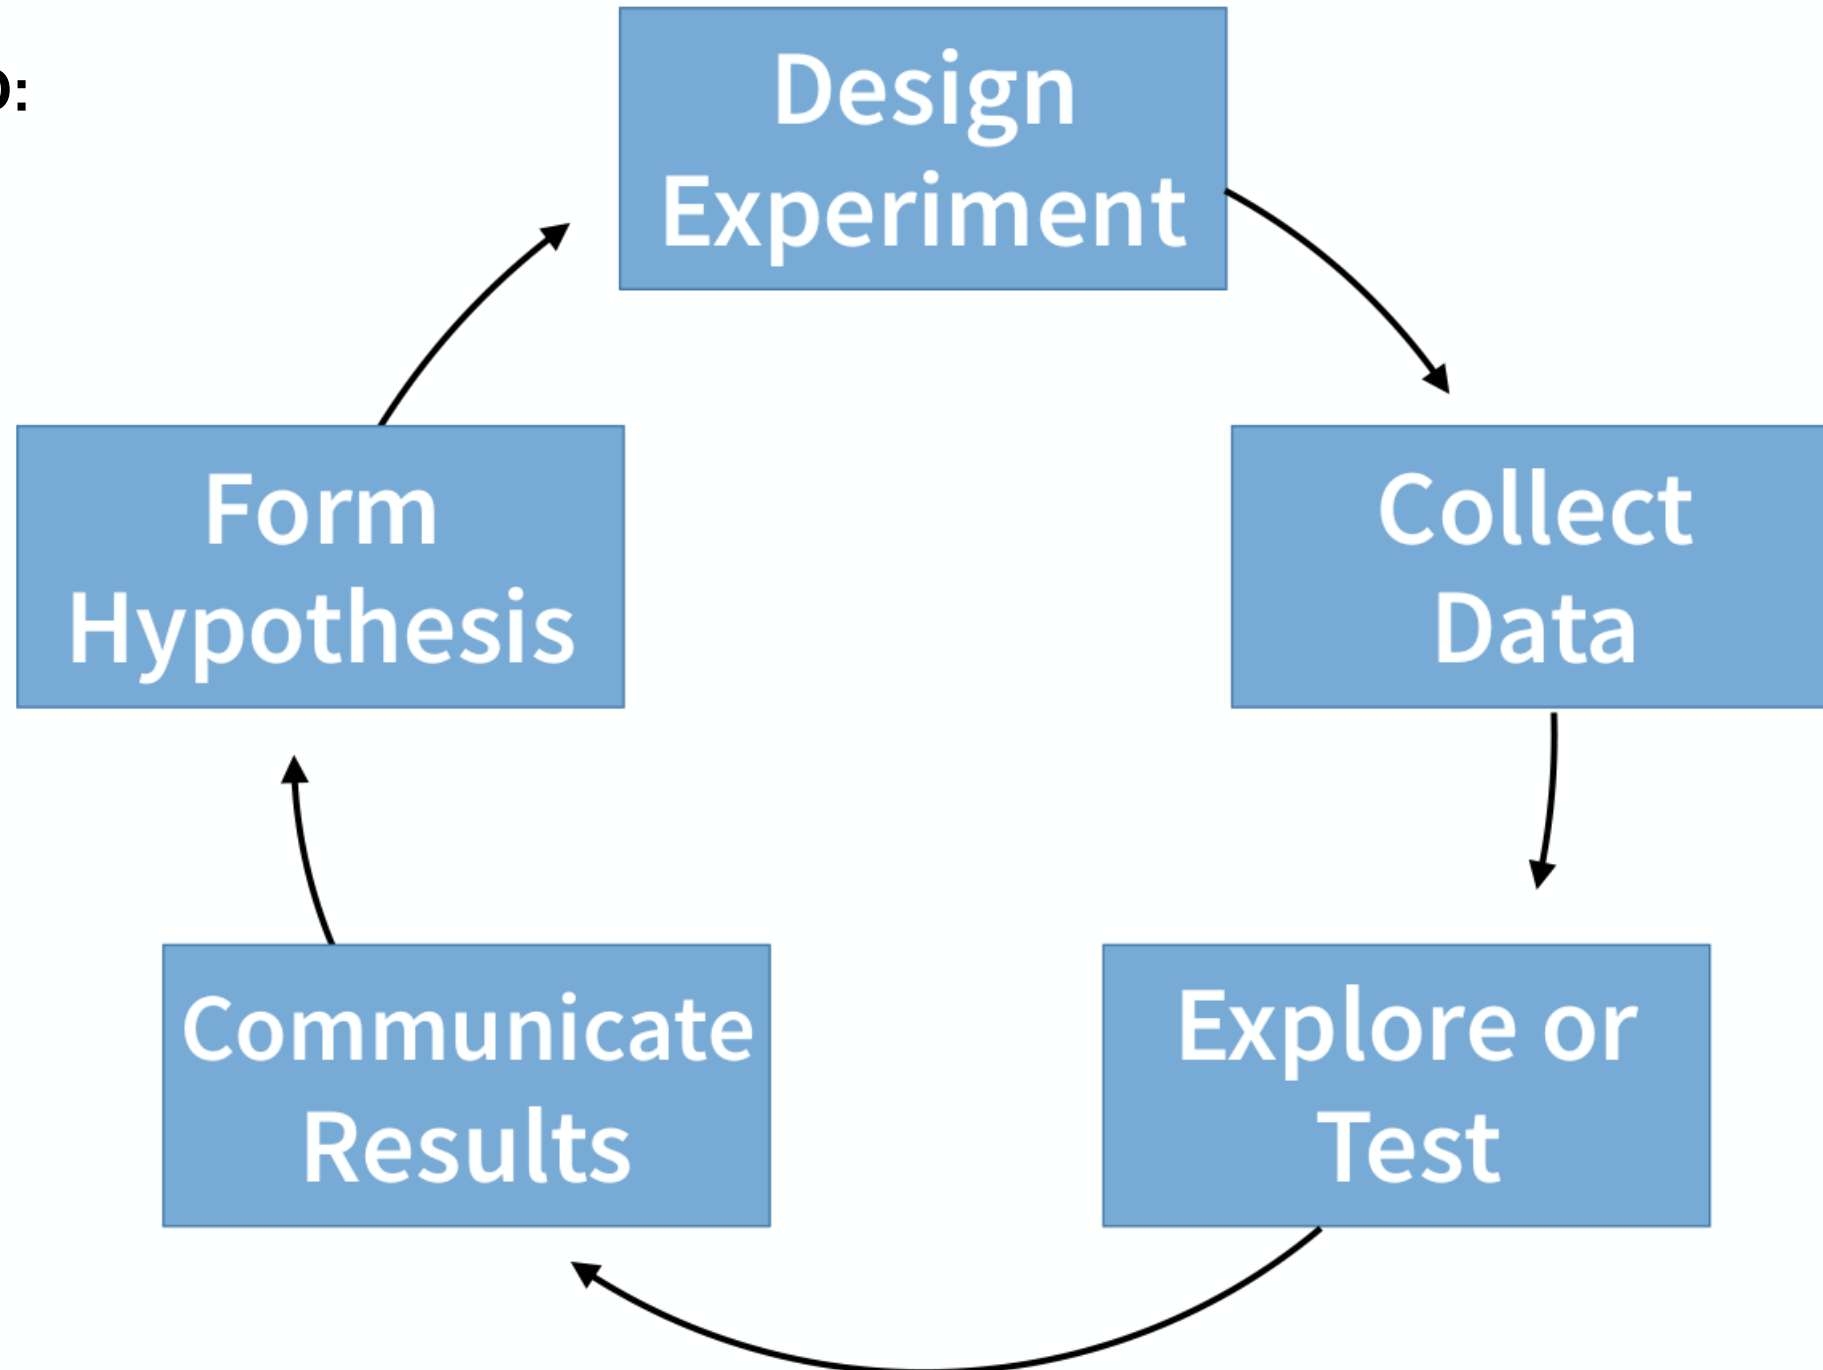 Design
Experiment
Form
Hypothesis
Collect
Data
Communicate
Results
Explore or
Test